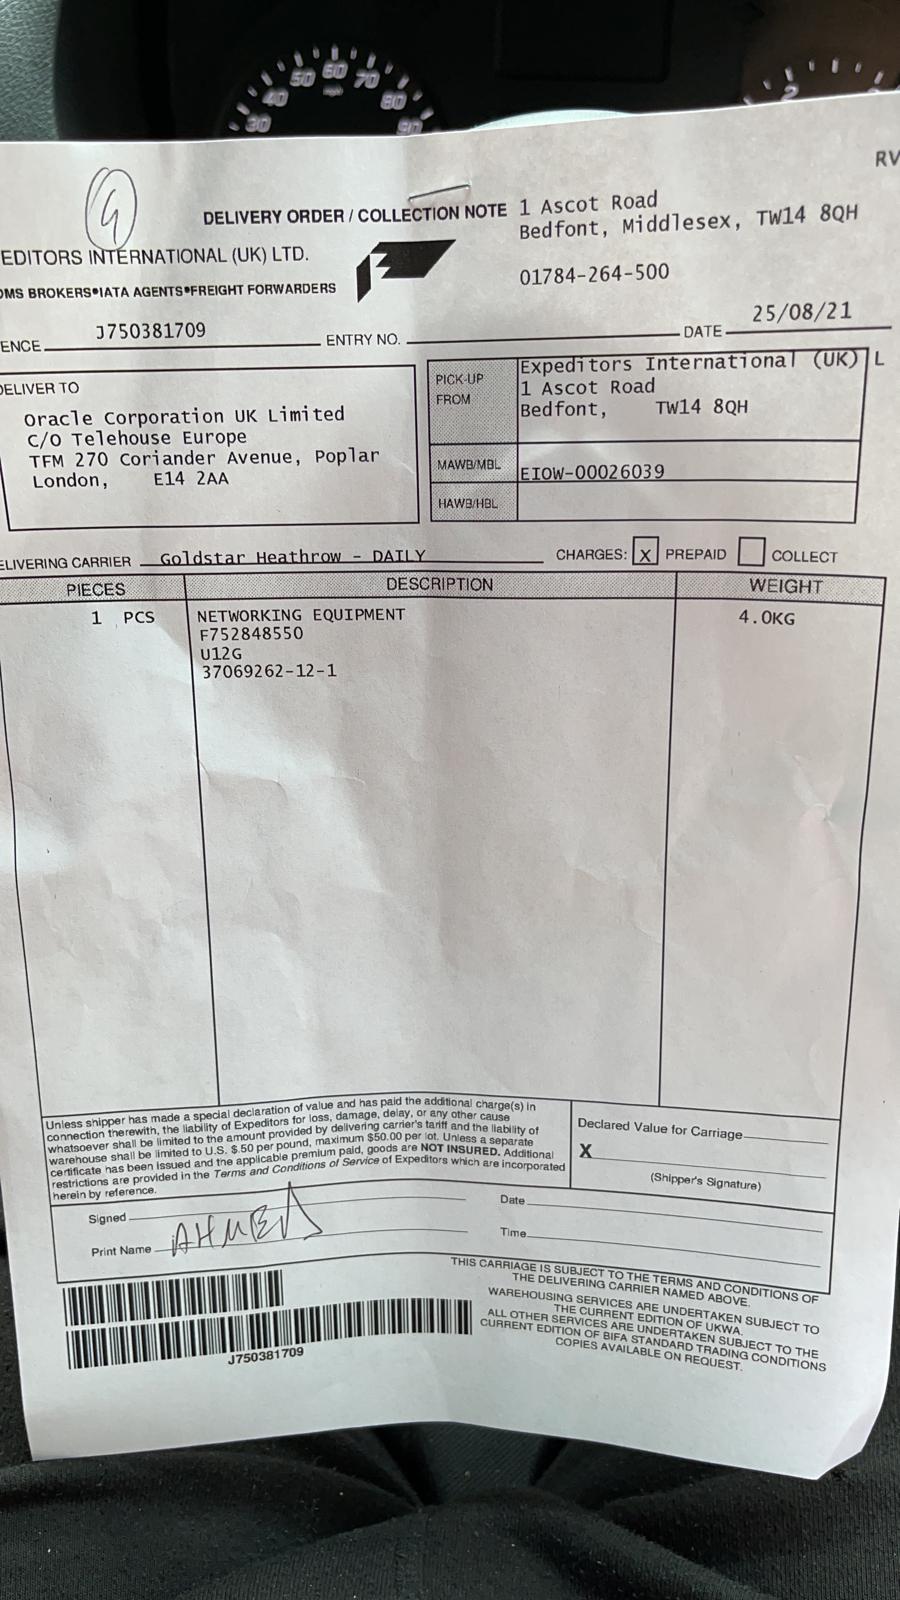 30 40 50 60 70 80 90
mph
2
RV
4
DELIVERY ORDER / COLLECTION NOTE
1 Ascot Road
Bedfont, Middlesex, TW14 8QH
01784-264-500
EDITORS INTERNATIONAL (UK) LTD.
OMS BROKERS•IATA AGENTS•FREIGHT FORWARDERS
ENCE J750381709 ENTRY NO. DATE 25/08/21
DELIVER TO
Oracle Corporation UK Limited
C/O Telehouse Europe
TFM 270 Coriander Avenue, Poplar
London, E14 2AA
PICK-UP FROM
Expeditors International (UK) L
1 Ascot Road
Bedfont, TW14 8QH
MAWB/MBL EIOW-00026039
HAWB/HBL
ELIVERING CARRIER Goldstar Heathrow - DAILY CHARGES: X PREPAID COLLECT
PIECES DESCRIPTION WEIGHT
1 PCS NETWORKING EQUIPMENT 4.0KG
F752848550
U12G
37069262-12-1
Unless shipper has made a special declaration of value and has paid the additional charge(s) in
connection therewith, the liability of Expeditors for loss, damage, delay, or any other cause
whatsoever shall be limited to the amount provided by delivering carrier's tariff and the liability of
warehouse shall be limited to U.S. $.50 per pound, maximum $50.00 per lot. Unless a separate
certificate has been issued and the applicable premium paid, goods are NOT INSURED. Additional
restrictions are provided in the Terms and Conditions of Service of Expeditors which are incorporated
herein by reference.
Declared Value for Carriage
X
(Shipper's Signature)
Signed
Date
Print Name AHMED
Time
J750381709
THIS CARRIAGE IS SUBJECT TO THE TERMS AND CONDITIONS OF
THE DELIVERING CARRIER NAMED ABOVE.
WAREHOUSING SERVICES ARE UNDERTAKEN SUBJECT TO
THE CURRENT EDITION OF UKWA.
ALL OTHER SERVICES ARE UNDERTAKEN SUBJECT TO THE
CURRENT EDITION OF BIFA STANDARD TRADING CONDITIONS
COPIES AVAILABLE ON REQUEST.